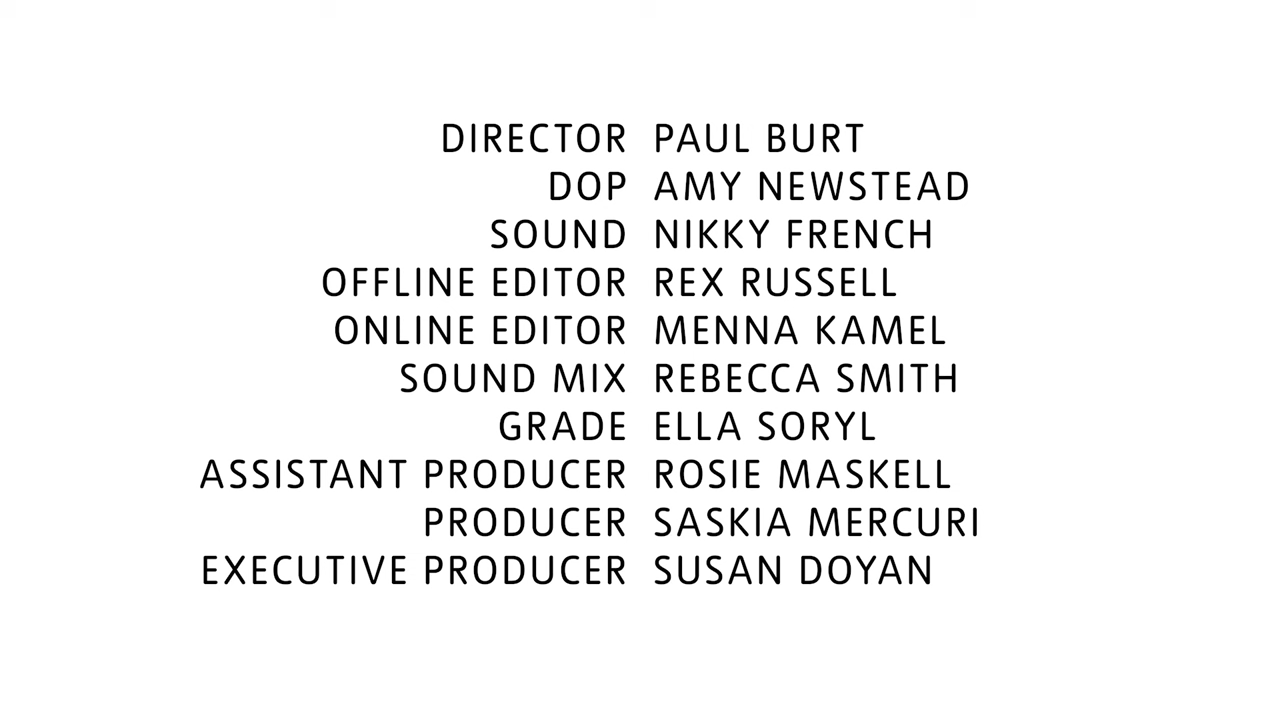 DIRECTOR PAUL BURT
DOP AMY NEWSTEAD
SOUND NIKKY FRENCH
OFFLINE EDITOR REX RUSSELL
ONLINE EDITOR MENNA KAMEL
SOUND MIX REBECCA SMITH
GRADE ELLA SORYL
ASSISTANT PRODUCER ROSIE MASKELL
PRODUCER SASKIA MERCURI
EXECUTIVE PRODUCER SUSAN DOYAN